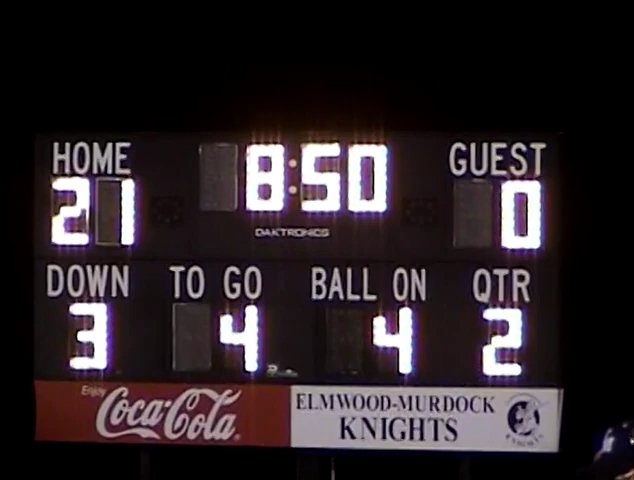 HOME 8:50 GUEST
21 0
DAKTRONICS
DOWN TO GO BALL ON QTR
3 4 4 2
Enjoy
Coca-Cola
ELMWOOD-MURDOCK
KNIGHTS
KNIGHTS